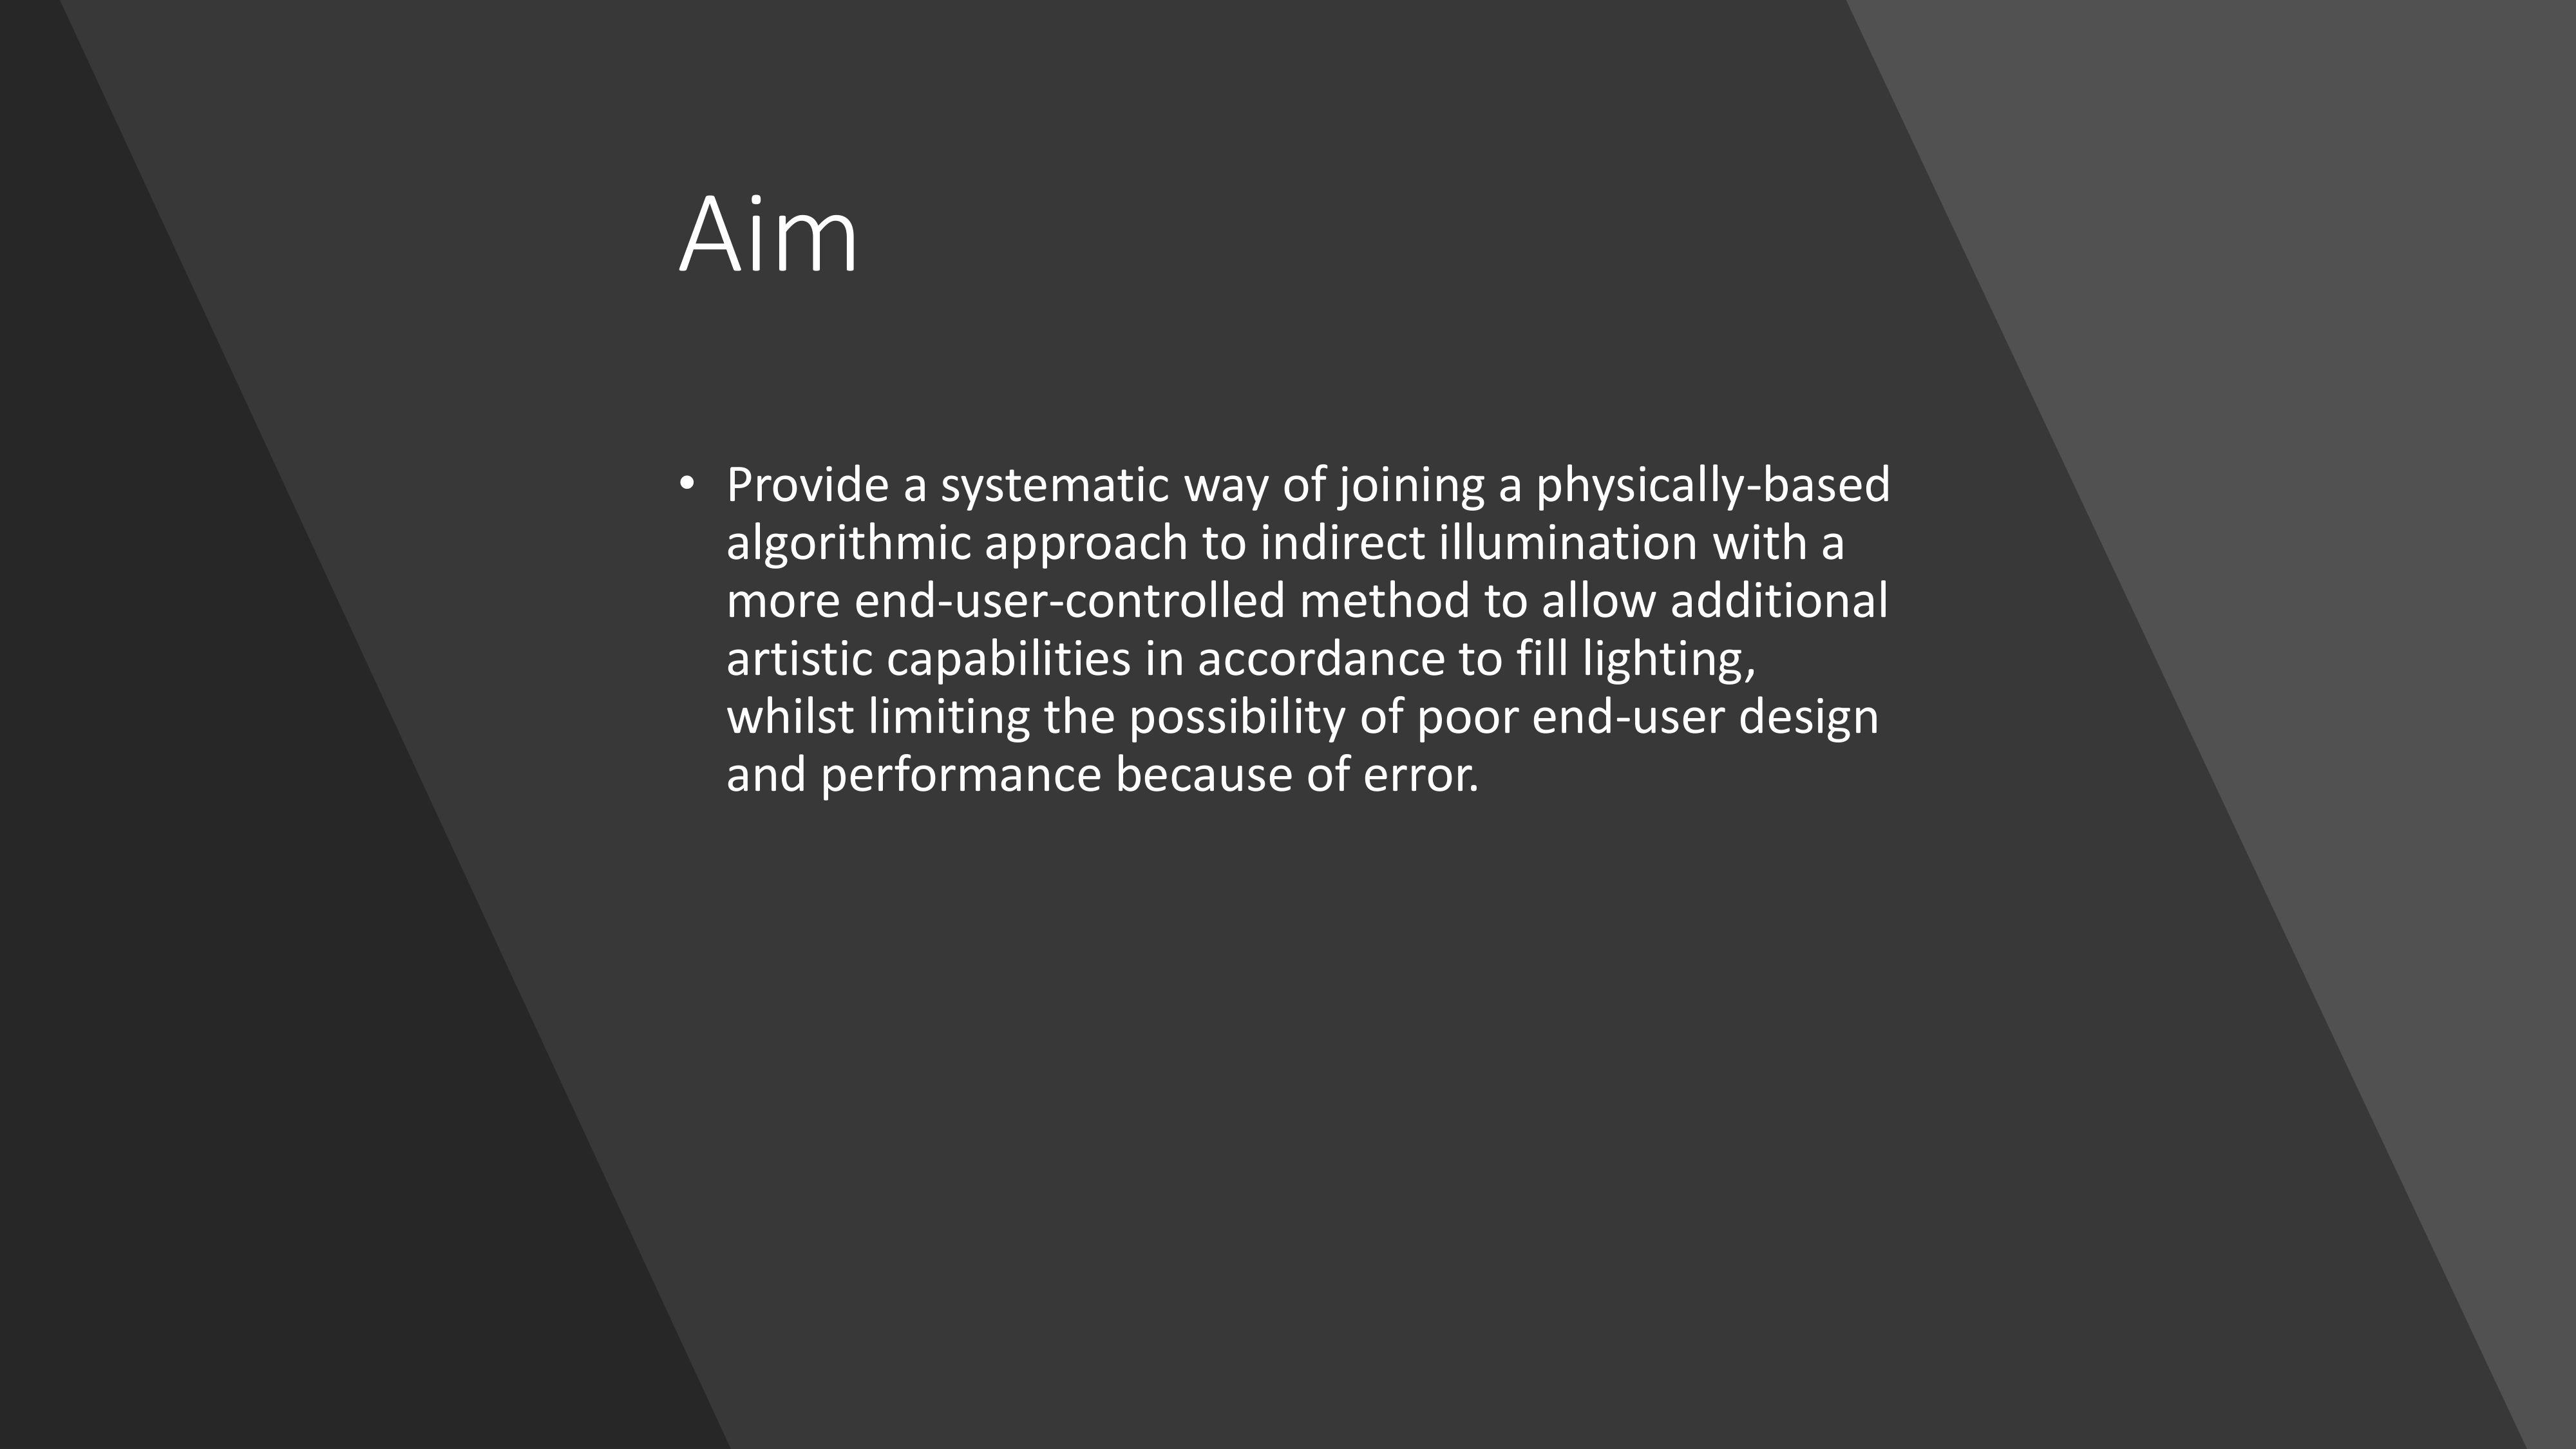 Aim
• Provide a systematic way of joining a physically-based
algorithmic approach to indirect illumination with a
more end-user-controlled method to allow additional
artistic capabilities in accordance to fill lighting,
whilst limiting the possibility of poor end-user design
and performance because of error.